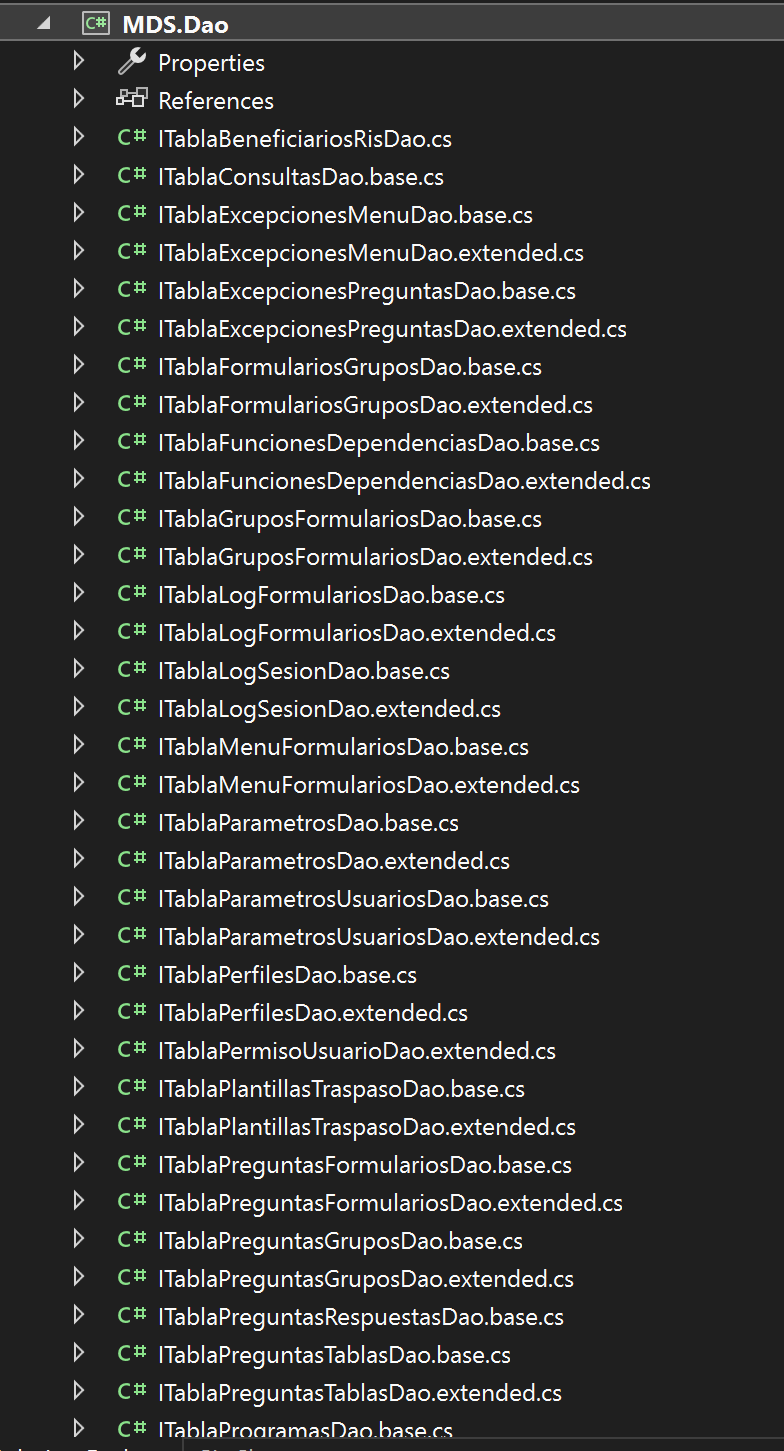 C# MDS.Dao
Properties
References
C# ITablaBeneficiariosRisDao.cs
C# ITablaConsultasDao.base.cs
C# ITablaExcepcionesMenuDao.base.cs
C# ITablaExcepcionesMenuDao.extended.cs
C# ITablaExcepcionesPreguntasDao.base.cs
C# ITablaExcepcionesPreguntasDao.extended.cs
C# ITablaFormulariosGruposDao.base.cs
C# ITablaFormulariosGruposDao.extended.cs
C# ITablaFuncionesDependenciasDao.base.cs
C# ITablaFuncionesDependenciasDao.extended.cs
C# ITablaGruposFormulariosDao.base.cs
C# ITablaGruposFormulariosDao.extended.cs
C# ITablaLogFormulariosDao.base.cs
C# ITablaLogFormulariosDao.extended.cs
C# ITablaLogSesionDao.base.cs
C# ITablaLogSesionDao.extended.cs
C# ITablaMenuFormulariosDao.base.cs
C# ITablaMenuFormulariosDao.extended.cs
C# ITablaParametrosDao.base.cs
C# ITablaParametrosDao.extended.cs
C# ITablaParametrosUsuariosDao.base.cs
C# ITablaParametrosUsuariosDao.extended.cs
C# ITablaPerfilesDao.base.cs
C# ITablaPerfilesDao.extended.cs
C# ITablaPermisoUsuarioDao.extended.cs
C# ITablaPlantillasTraspasoDao.base.cs
C# ITablaPlantillasTraspasoDao.extended.cs
C# ITablaPreguntasFormulariosDao.base.cs
C# ITablaPreguntasFormulariosDao.extended.cs
C# ITablaPreguntasGruposDao.base.cs
C# ITablaPreguntasGruposDao.extended.cs
C# ITablaPreguntasRespuestasDao.base.cs
C# ITablaPreguntasTablasDao.base.cs
C# ITablaPreguntasTablasDao.extended.cs
C# ITablaProgramasDao.base.cs